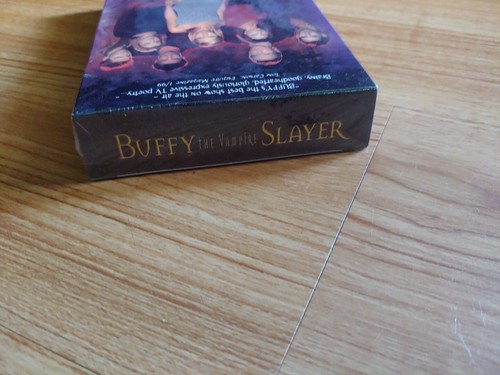 "BUFFY's the best show on the air -
Brainy, goodhearted, gloriously expressive TV poetry..."
- Tom Carson, Esquire Magazine 1/99
BUFFY THE VAMPIRE SLAYER